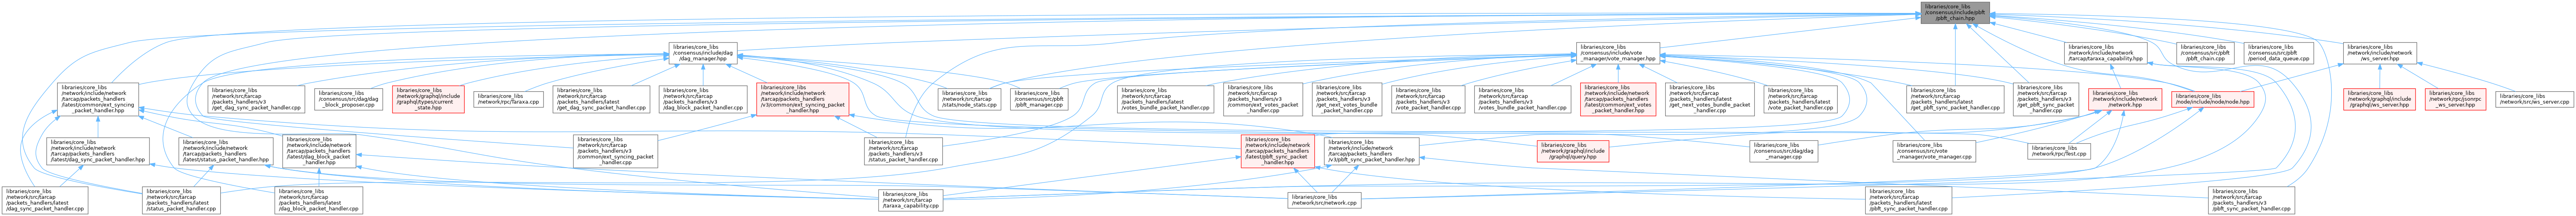 libraries/core_libs
/consensus/include/pbft
/pbft_chain.hpp
libraries/core_libs
/consensus/include/dag
/dag_manager.hpp
libraries/core_libs
/consensus/include/vote
_manager/vote_manager.hpp
libraries/core_libs
/network/include/network
/tarcap/taraxa_capability.hpp
libraries/core_libs
/consensus/src/pbft
/pbft_chain.cpp
libraries/core_libs
/consensus/src/pbft
/period_data_queue.cpp
libraries/core_libs
/network/include/network
/ws_server.hpp
libraries/core_libs
/network/include/network
/tarcap/packets_handlers
/latest/common/ext_syncing
_packet_handler.hpp
libraries/core_libs
/network/src/tarcap
/packets_handlers/v3
/get_dag_sync_packet_handler.cpp
libraries/core_libs
/consensus/src/dag/dag
_block_proposer.cpp
libraries/core_libs
/network/graphql/include
/graphql/types/current
_state.hpp
libraries/core_libs
/network/rpc/Taraxa.cpp
libraries/core_libs
/network/src/tarcap
/packets_handlers/latest
/get_dag_sync_packet_handler.cpp
libraries/core_libs
/network/src/tarcap
/packets_handlers/v3
/dag_block_packet_handler.cpp
libraries/core_libs
/network/include/network
/tarcap/packets_handlers
/v3/common/ext_syncing_packet
_handler.hpp
libraries/core_libs
/network/src/tarcap
/stats/node_stats.cpp
libraries/core_libs
/consensus/src/pbft
/pbft_manager.cpp
libraries/core_libs
/network/src/tarcap
/packets_handlers/latest
/votes_bundle_packet_handler.cpp
libraries/core_libs
/network/src/tarcap
/packets_handlers/v3
/common/ext_votes_packet
_handler.cpp
libraries/core_libs
/network/src/tarcap
/packets_handlers/v3
/get_next_votes_bundle
_packet_handler.cpp
libraries/core_libs
/network/src/tarcap
/packets_handlers/v3
/vote_packet_handler.cpp
libraries/core_libs
/network/src/tarcap
/packets_handlers/v3
/votes_bundle_packet_handler.cpp
libraries/core_libs
/network/include/network
/tarcap/packets_handlers
/latest/common/ext_votes
_packet_handler.hpp
libraries/core_libs
/network/src/tarcap
/packets_handlers/latest
/get_next_votes_bundle_packet
_handler.cpp
libraries/core_libs
/network/src/tarcap
/packets_handlers/latest
/vote_packet_handler.cpp
libraries/core_libs
/network/src/tarcap
/packets_handlers/latest
/get_pbft_sync_packet
_handler.cpp
libraries/core_libs
/network/src/tarcap
/packets_handlers/v3
/get_pbft_sync_packet
_handler.cpp
libraries/core_libs
/network/include/network
/network.hpp
libraries/core_libs
/node/include/node/node.hpp
libraries/core_libs
/network/graphql/include
/graphql/ws_server.hpp
libraries/core_libs
/network/rpc/jsonrpc
_ws_server.hpp
libraries/core_libs
/network/src/ws_server.cpp
libraries/core_libs
/network/include/network
/tarcap/packets_handlers
/latest/dag_sync_packet_handler.hpp
libraries/core_libs
/network/include/network
/tarcap/packets_handlers
/latest/status_packet_handler.hpp
libraries/core_libs
/network/include/network
/tarcap/packets_handlers
/latest/dag_block_packet
_handler.hpp
libraries/core_libs
/network/src/tarcap
/packets_handlers/v3
/common/ext_syncing_packet
_handler.cpp
libraries/core_libs
/network/src/tarcap
/packets_handlers/v3
/status_packet_handler.cpp
libraries/core_libs
/network/include/network
/tarcap/packets_handlers
/latest/pbft_sync_packet
_handler.hpp
libraries/core_libs
/network/include/network
/tarcap/packets_handlers
/v3/pbft_sync_packet_handler.hpp
libraries/core_libs
/network/graphql/include
/graphql/query.hpp
libraries/core_libs
/consensus/src/dag/dag
_manager.cpp
libraries/core_libs
/consensus/src/vote
_manager/vote_manager.cpp
libraries/core_libs
/network/rpc/Test.cpp
libraries/core_libs
/network/src/tarcap
/packets_handlers/latest
/dag_sync_packet_handler.cpp
libraries/core_libs
/network/src/tarcap
/packets_handlers/latest
/status_packet_handler.cpp
libraries/core_libs
/network/src/tarcap
/packets_handlers/latest
/dag_block_packet_handler.cpp
libraries/core_libs
/network/src/tarcap
/taraxa_capability.cpp
libraries/core_libs
/network/src/network.cpp
libraries/core_libs
/network/src/tarcap
/packets_handlers/latest
/pbft_sync_packet_handler.cpp
libraries/core_libs
/network/src/tarcap
/packets_handlers/v3
/pbft_sync_packet_handler.cpp